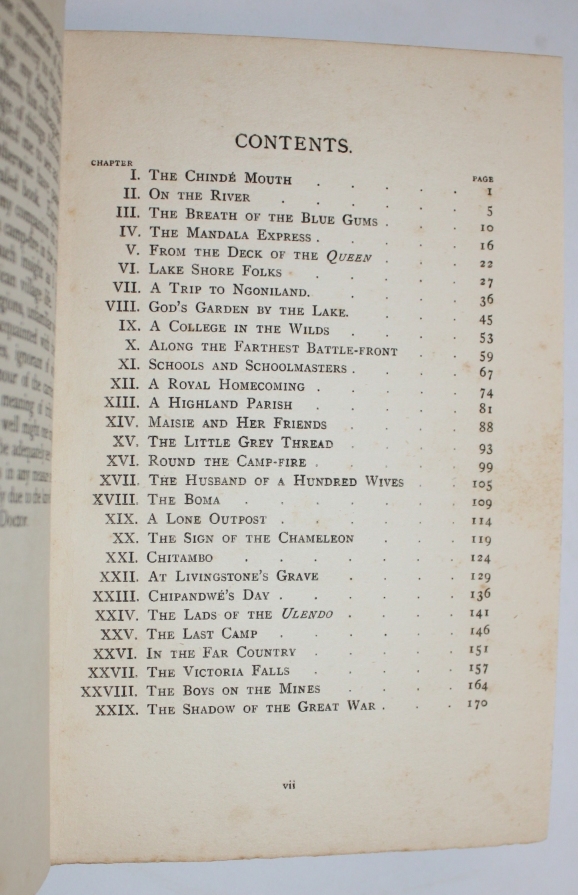 CONTENTS.
CHAPTER PAGE
I. THE CHINDÉ MOUTH . . . . . 1
II. ON THE RIVER . . . . . 5
III. THE BREATH OF THE BLUE GUMS . . . 10
IV. THE MANDALA EXPRESS . . . . . 16
V. FROM THE DECK OF THE QUEEN . . . 22
VI. LAKE SHORE FOLKS . . . . . 27
VII. A TRIP TO NGONILAND. . . . . 36
VIII. GOD'S GARDEN BY THE LAKE. . . . 45
IX. A COLLEGE IN THE WILDS . . . . 53
X. ALONG THE FARTHEST BATTLE-FRONT . . 59
XI. SCHOOLS AND SCHOOLMASTERS . . . . 67
XII. A ROYAL HOMECOMING . . . . . 74
XIII. A HIGHLAND PARISH . . . . . 81
XIV. MAISIE AND HER FRIENDS . . . . 88
XV. THE LITTLE GREY THREAD . . . . 93
XVI. ROUND THE CAMP-FIRE . . . . . 99
XVII. THE HUSBAND OF A HUNDRED WIVES . . 105
XVIII. THE BOMA . . . . . . 109
XIX. A LONE OUTPOST . . . . . . 114
XX. THE SIGN OF THE CHAMELEON . . . 119
XXI. CHITAMBO . . . . . . 124
XXII. AT LIVINGSTONE'S GRAVE . . . . 129
XXIII. CHIPANDWÉ'S DAY . . . . . . 136
XXIV. THE LADS OF THE ULENDO . . . . 141
XXV. THE LAST CAMP . . . . . . 146
XXVI. IN THE FAR COUNTRY . . . . . 151
XXVII. THE VICTORIA FALLS . . . . . 157
XXVIII. THE BOYS ON THE MINES . . . . 164
XXIX. THE SHADOW OF THE GREAT WAR . . . 170
vii